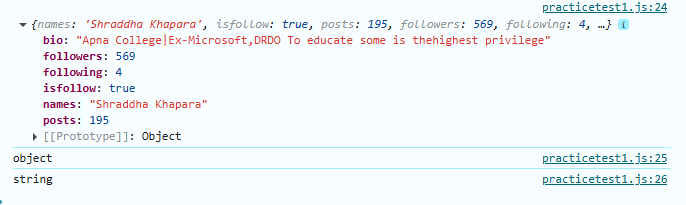 practicetest1.js:24
{names: 'Shraddha Khapara', isfollow: true, posts: 195, followers: 569, following: 4, …}
bio: "Apna College|Ex-Microsoft,DRDO To educate some is thehighest privilege"
followers: 569
following: 4
isfollow: true
names: "Shraddha Khapara"
posts: 195
[[Prototype]]: Object
object practicetest1.js:25
string practicetest1.js:26